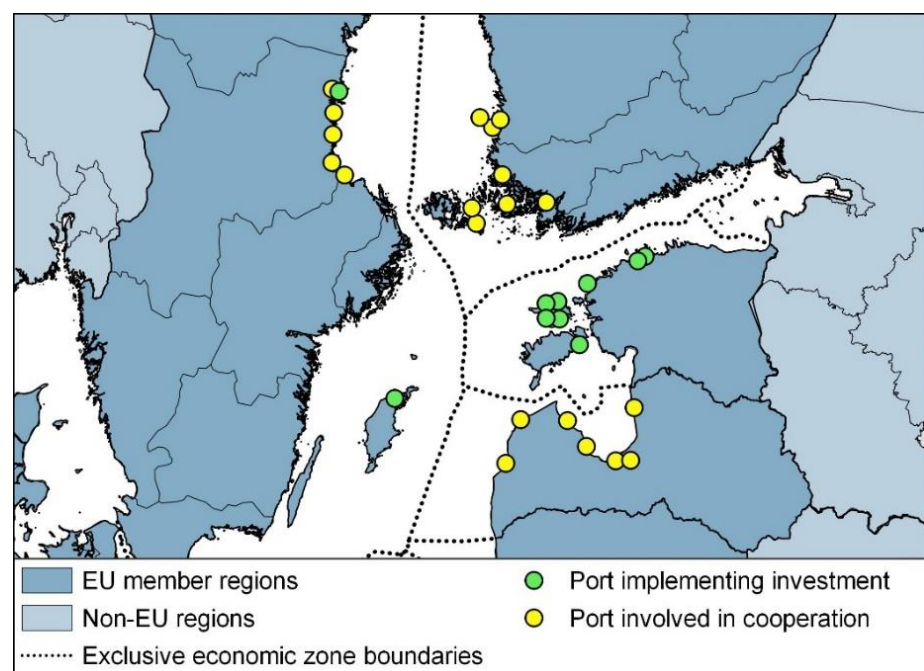 EU member regions
Non-EU regions
Exclusive economic zone boundaries
Port implementing investment
Port involved in cooperation